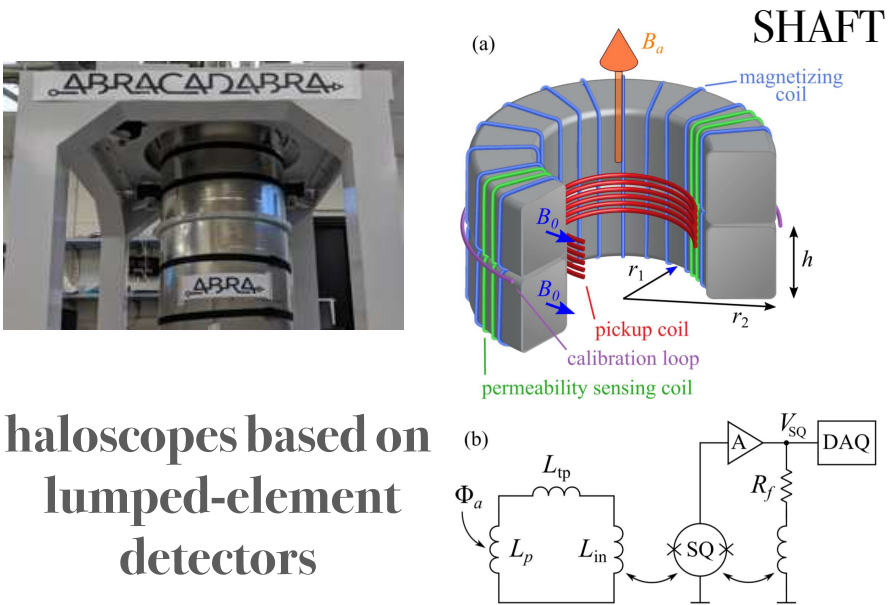 SHAFT
ABRACADABRA
ABRA
haloscopes based on
lumped-element
detectors
(a)
B_a
magnetizing
coil
B_0
B_0
r_1
r_2
h
pickup coil
calibration loop
permeability sensing coil
(b)
Φ_a
L_tp
L_p
L_in
SQ
A
V_SQ
DAQ
R_f